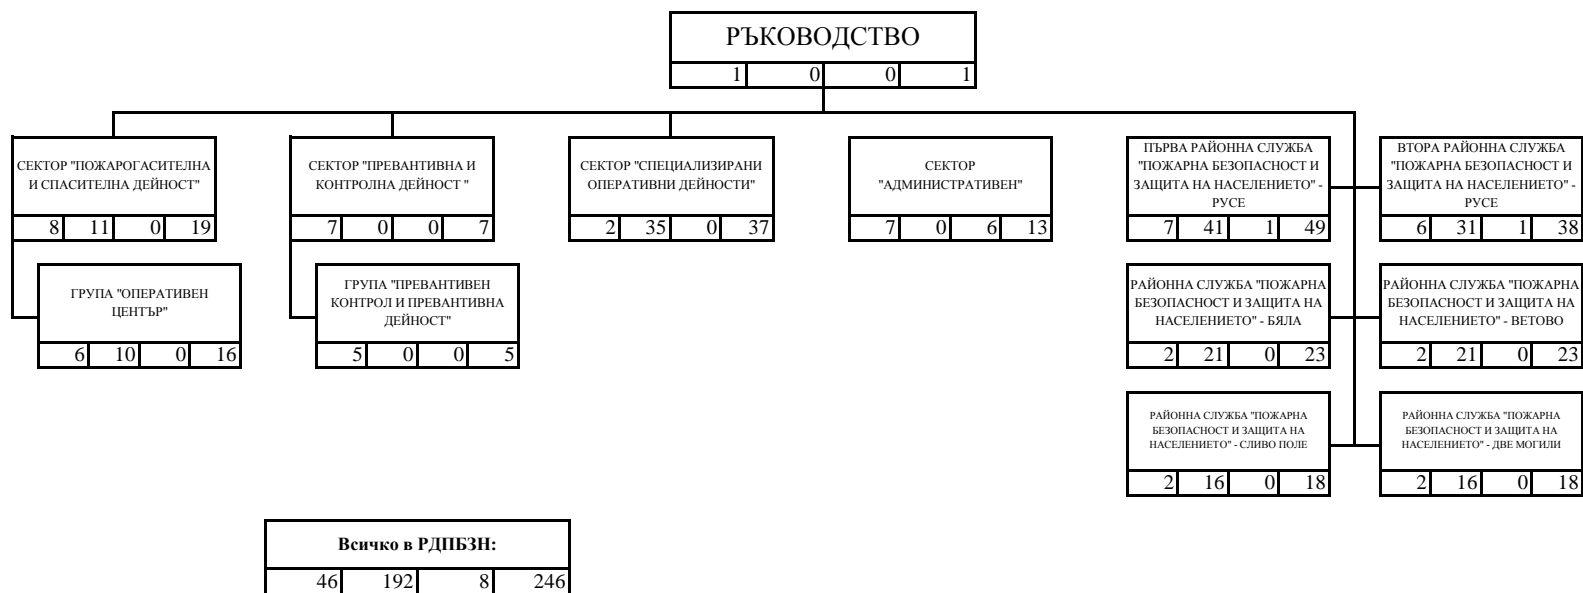 РЪКОВОДСТВО
1 0 0 1
СЕКТОР "ПОЖАРОГАСИТЕЛНА
И СПАСИТЕЛНА ДЕЙНОСТ"
8 11 0 19
СЕКТОР "ПРЕВАНТИВНА И
КОНТРОЛНА ДЕЙНОСТ "
7 0 0 7
СЕКТОР "СПЕЦИАЛИЗИРАНИ
ОПЕРАТИВНИ ДЕЙНОСТИ"
2 35 0 37
СЕКТОР
"АДМИНИСТРАТИВЕН"
7 0 6 13
ПЪРВА РАЙОННА СЛУЖБА
"ПОЖАРНА БЕЗОПАСНОСТ И
ЗАЩИТА НА НАСЕЛЕНИЕТО" -
РУСЕ
7 41 1 49
ВТОРА РАЙОННА СЛУЖБА
"ПОЖАРНА БЕЗОПАСНОСТ И
ЗАЩИТА НА НАСЕЛЕНИЕТО" -
РУСЕ
6 31 1 38
ГРУПА "ОПЕРАТИВЕН
ЦЕНТЪР"
6 10 0 16
ГРУПА "ПРЕВАНТИВЕН
КОНТРОЛ И ПРЕВАНТИВНА
ДЕЙНОСТ"
5 0 0 5
РАЙОННА СЛУЖБА "ПОЖАРНА
БЕЗОПАСНОСТ И ЗАЩИТА НА
НАСЕЛЕНИЕТО" - БЯЛА
2 21 0 23
РАЙОННА СЛУЖБА "ПОЖАРНА
БЕЗОПАСНОСТ И ЗАЩИТА НА
НАСЕЛЕНИЕТО" - ВЕТОВО
2 21 0 23
РАЙОННА СЛУЖБА "ПОЖАРНА
БЕЗОПАСНОСТ И ЗАЩИТА НА
НАСЕЛЕНИЕТО" - СЛИВО ПОЛЕ
2 16 0 18
РАЙОННА СЛУЖБА "ПОЖАРНА
БЕЗОПАСНОСТ И ЗАЩИТА НА
НАСЕЛЕНИЕТО" - ДВЕ МОГИЛИ
2 16 0 18
Всичко в РДПБЗН:
46 192 8 246